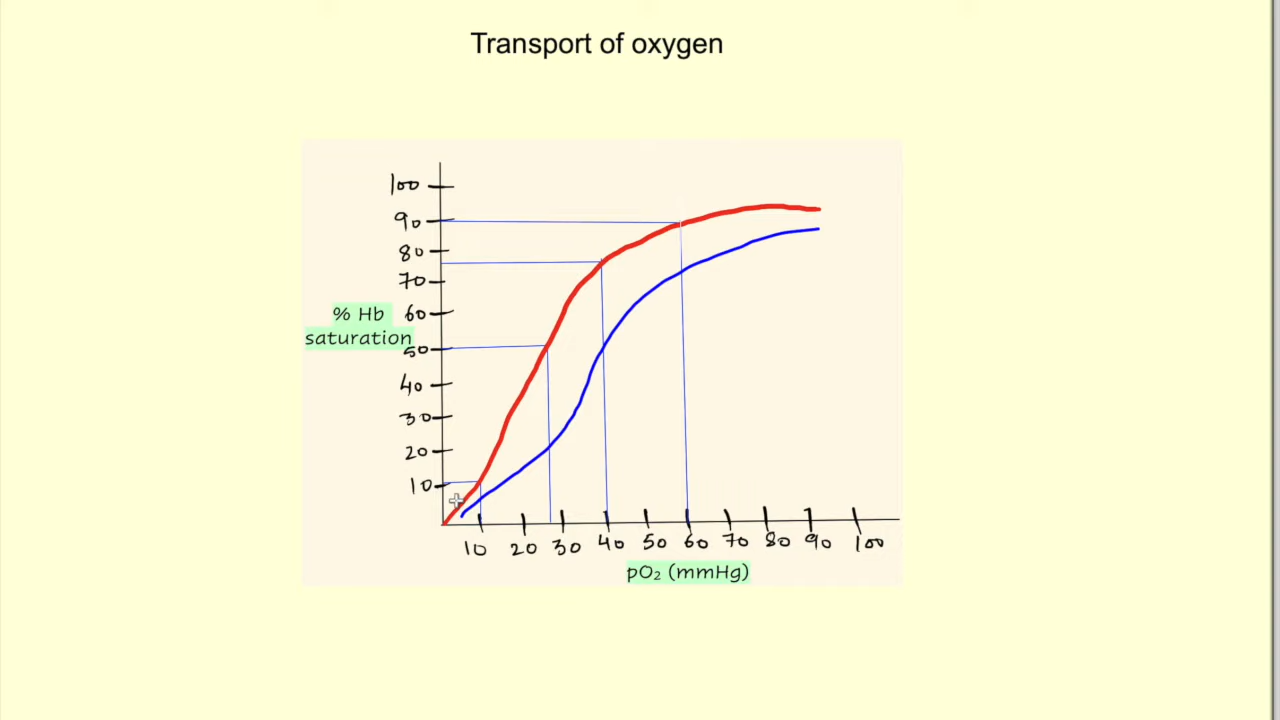 Transport of oxygen
100
90
80
70
% Hb
saturation
60
50
40
30
20
10
10 20 30 40 50 60 70 80 90 100
pO₂ (mmHg)